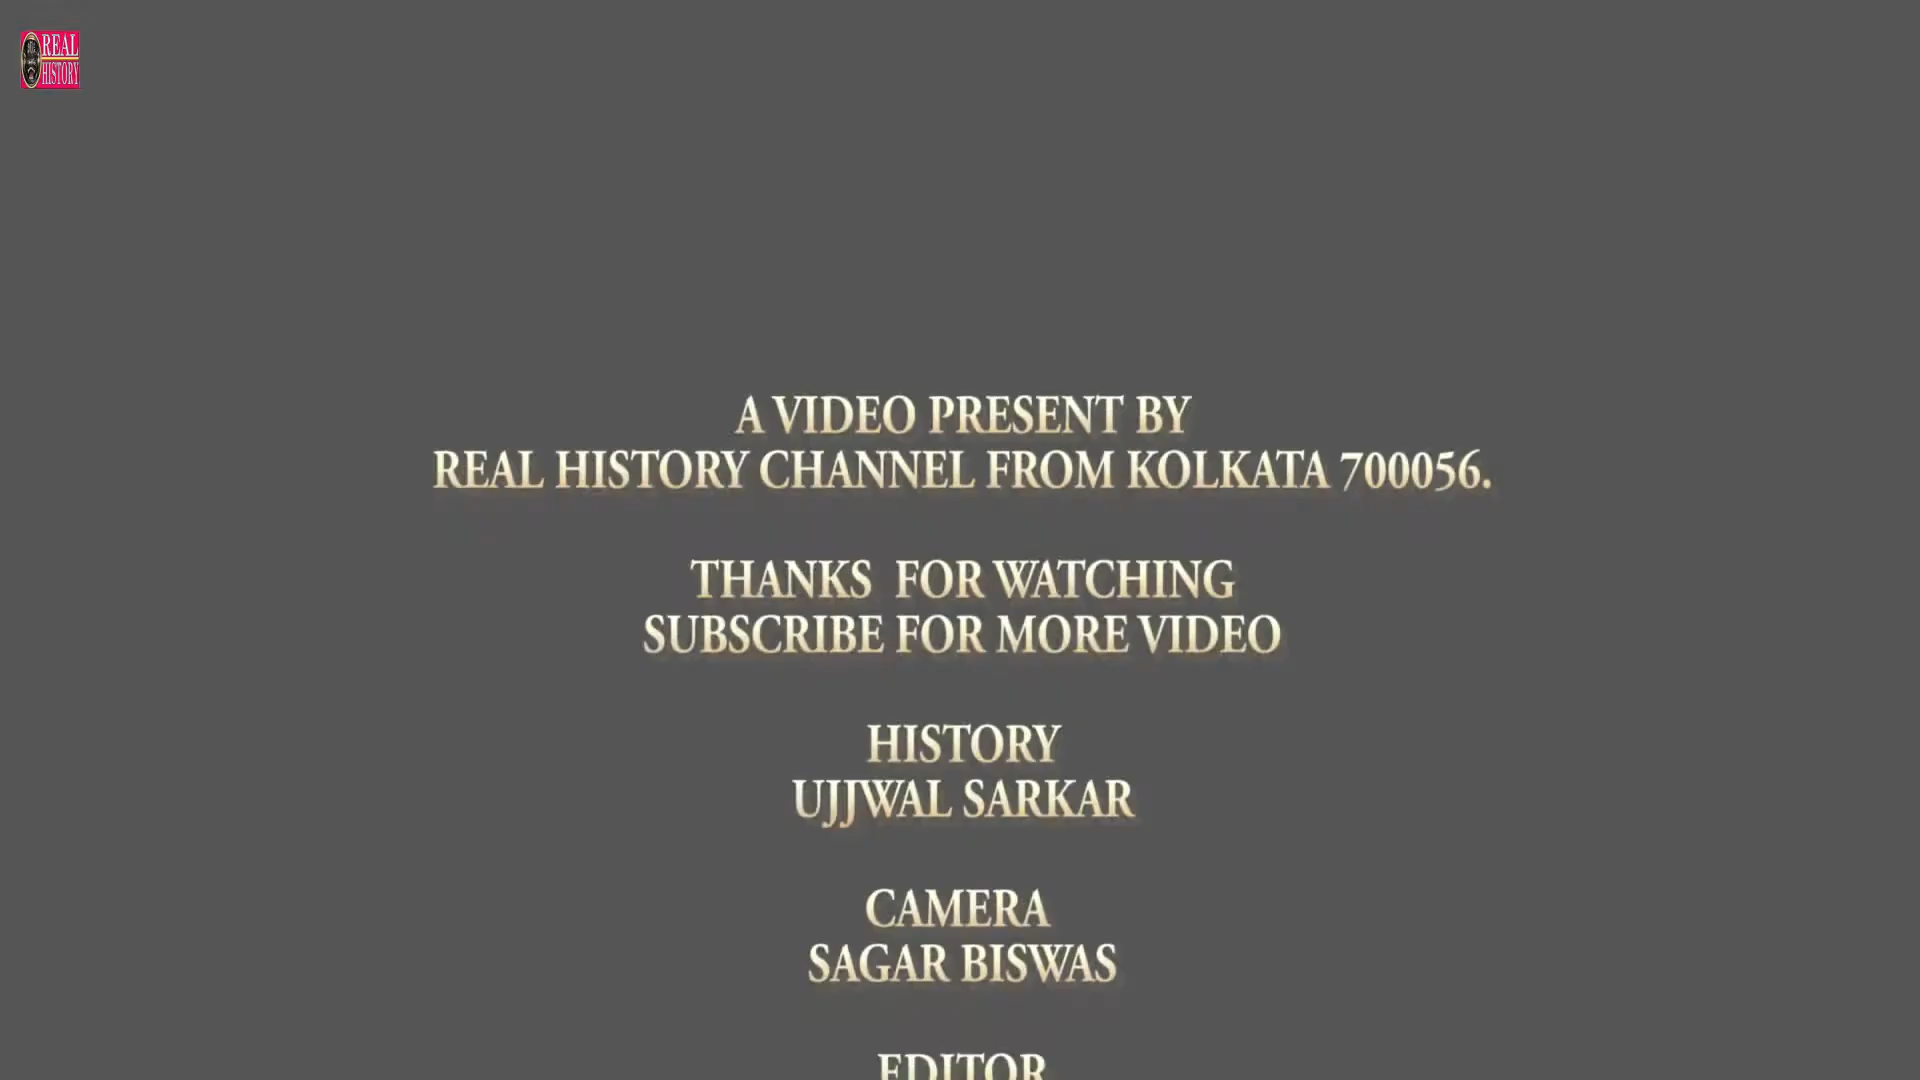 REAL
HISTORY
A VIDEO PRESENT BY
REAL HISTORY CHANNEL FROM KOLKATA 700056.
THANKS  FOR WATCHING
SUBSCRIBE FOR MORE VIDEO
HISTORY
UJJWAL SARKAR
CAMERA
SAGAR BISWAS
EDITOR